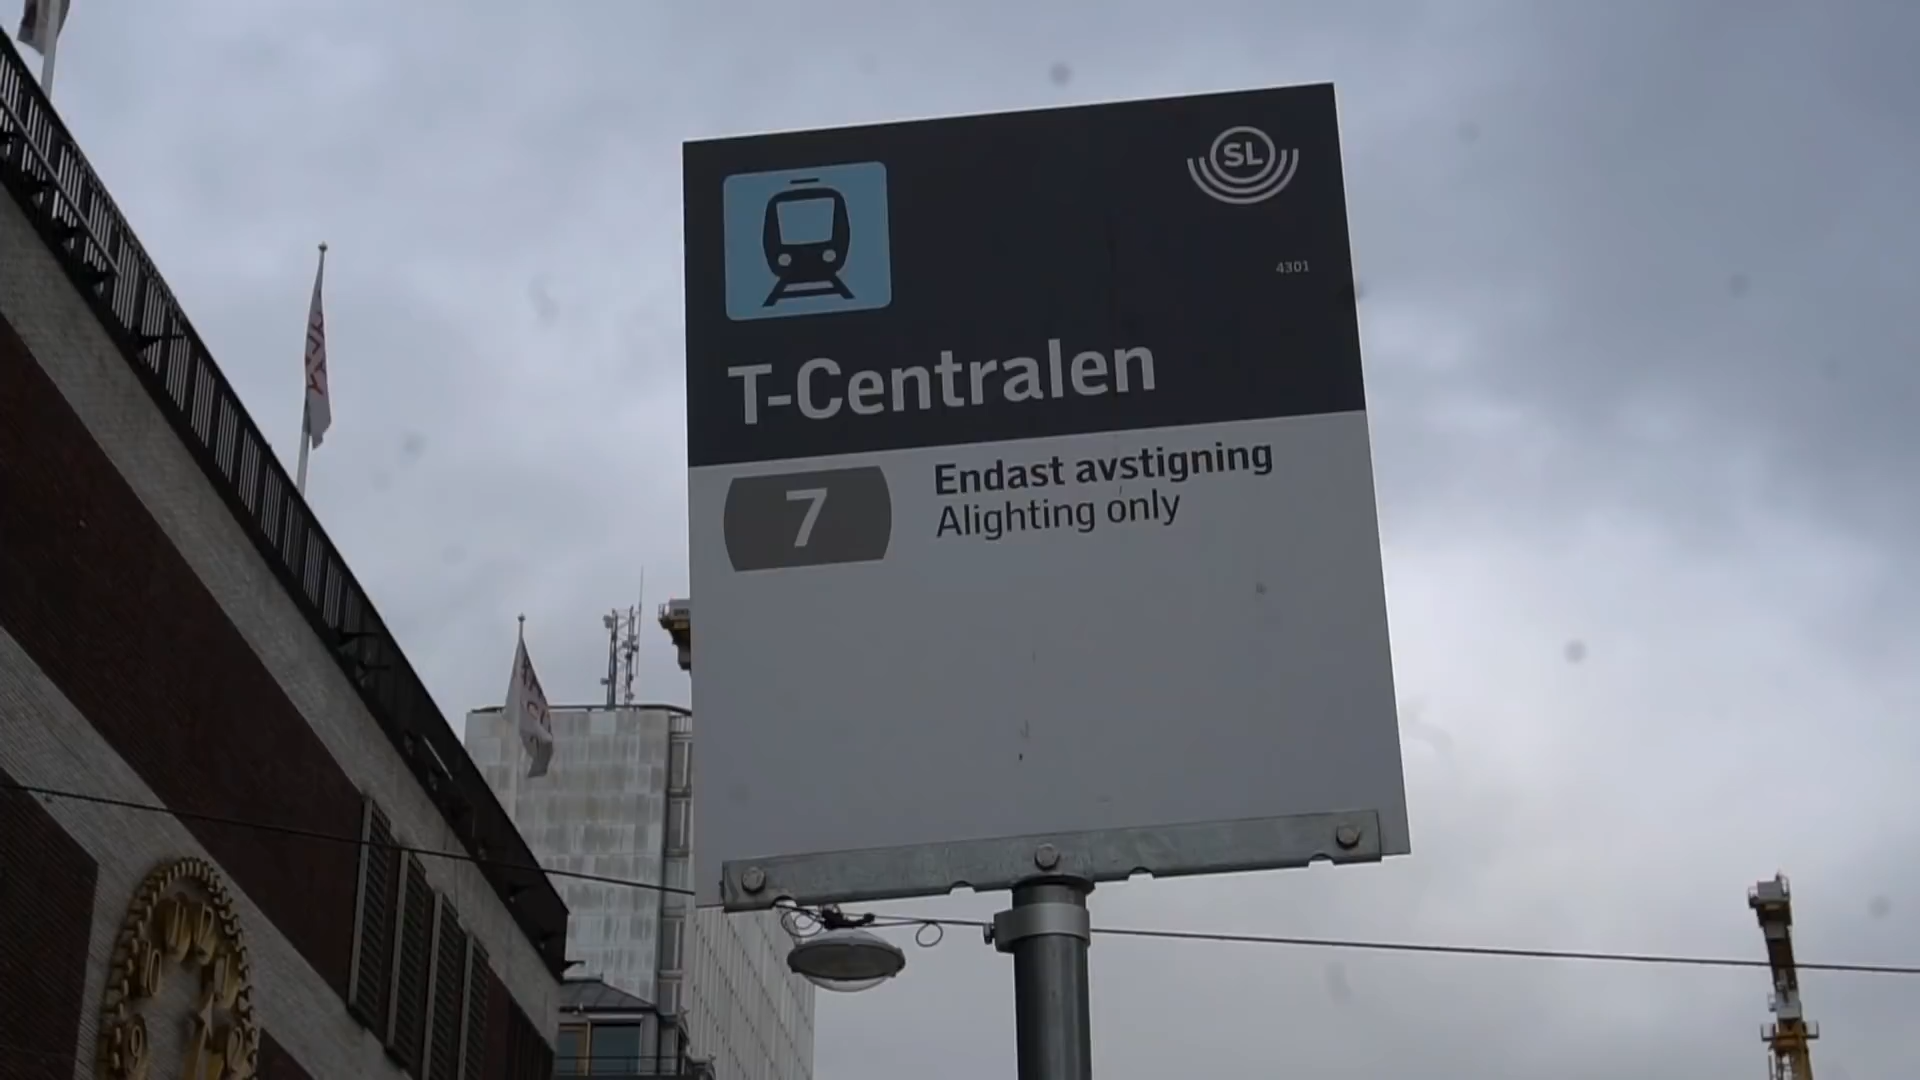 SL
4301
T-Centralen
7
Endast avstigning
Alighting only